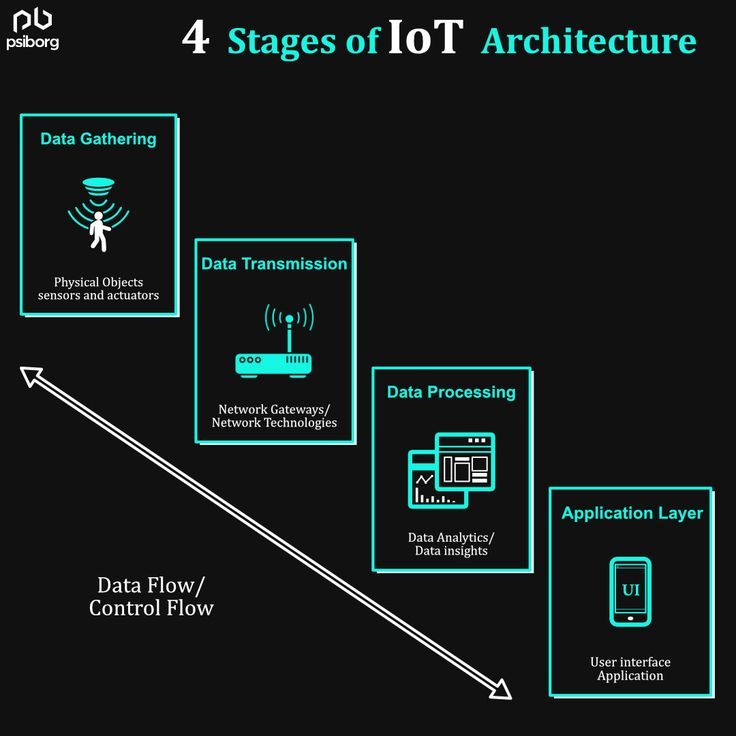 psiborg
4 Stages of IoT Architecture
Data Gathering
Physical Objects
sensors and actuators
Data Transmission
Network Gateways/
Network Technologies
Data Processing
Data Analytics/
Data insights
Application Layer
UI
User interface
Application
Data Flow/
Control Flow